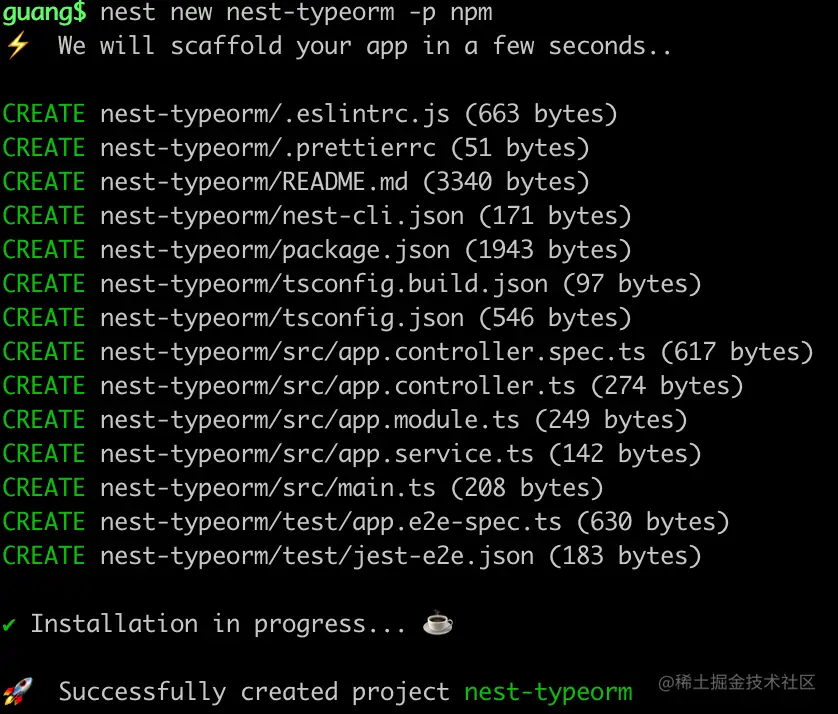 guang$ nest new nest-typeorm -p npm
⚡ We will scaffold your app in a few seconds..
CREATE nest-typeorm/.eslintrc.js (663 bytes)
CREATE nest-typeorm/.prettierrc (51 bytes)
CREATE nest-typeorm/README.md (3340 bytes)
CREATE nest-typeorm/nest-cli.json (171 bytes)
CREATE nest-typeorm/package.json (1943 bytes)
CREATE nest-typeorm/tsconfig.build.json (97 bytes)
CREATE nest-typeorm/tsconfig.json (546 bytes)
CREATE nest-typeorm/src/app.controller.spec.ts (617 bytes)
CREATE nest-typeorm/src/app.controller.ts (274 bytes)
CREATE nest-typeorm/src/app.module.ts (249 bytes)
CREATE nest-typeorm/src/app.service.ts (142 bytes)
CREATE nest-typeorm/src/main.ts (208 bytes)
CREATE nest-typeorm/test/app.e2e-spec.ts (630 bytes)
CREATE nest-typeorm/test/jest-e2e.json (183 bytes)
✔ Installation in progress... ☕
🚀 Successfully created project nest-typeorm
@稀土掘金技术社区